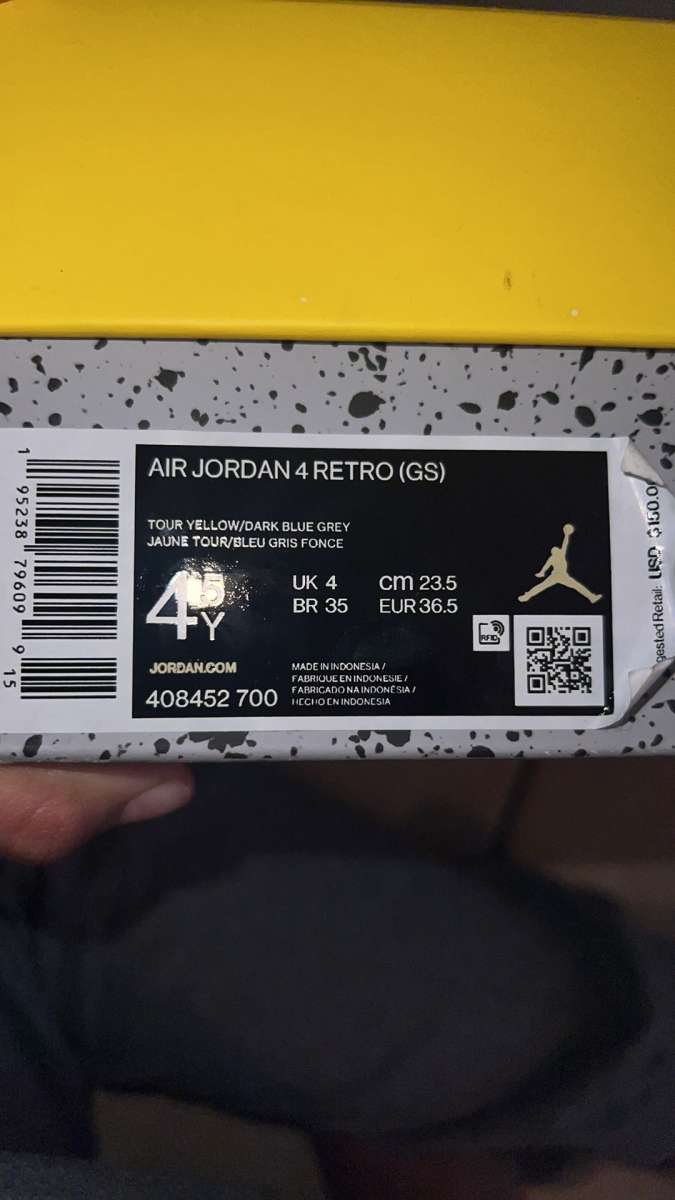 AIR JORDAN 4 RETRO (GS)
TOUR YELLOW/DARK BLUE GREY
JAUNE TOUR/BLEU GRIS FONCE
4.5Y
UK 4
cm 23.5
BR 35
EUR 36.5
RFID
JORDAN.COM
408452 700
MADE IN INDONESIA /
FABRIQUE EN INDONESIE /
FABRICADO NA INDONÉSIA /
HECHO EN INDONESIA
1 95238 79609 9 15
gested Retail: USD $150.0